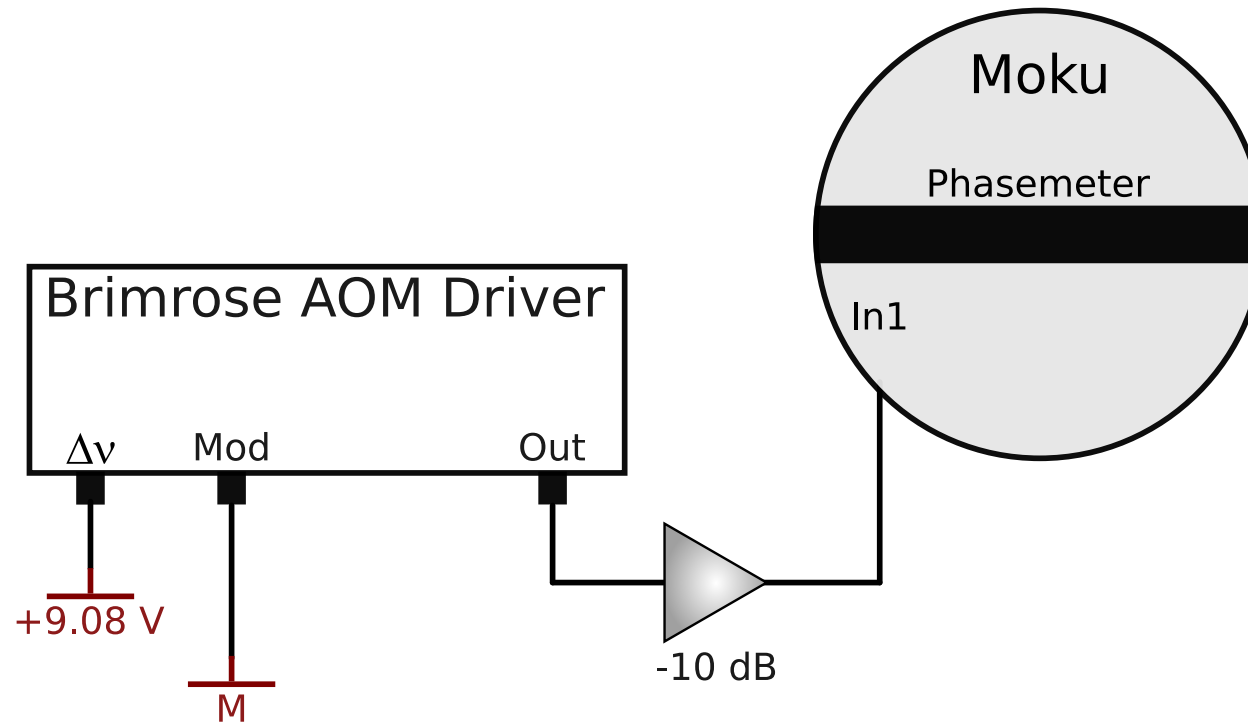 Moku
Phasemeter
In1
Brimrose AOM Driver
Δν Mod Out
+9.08 V
-10 dB
M